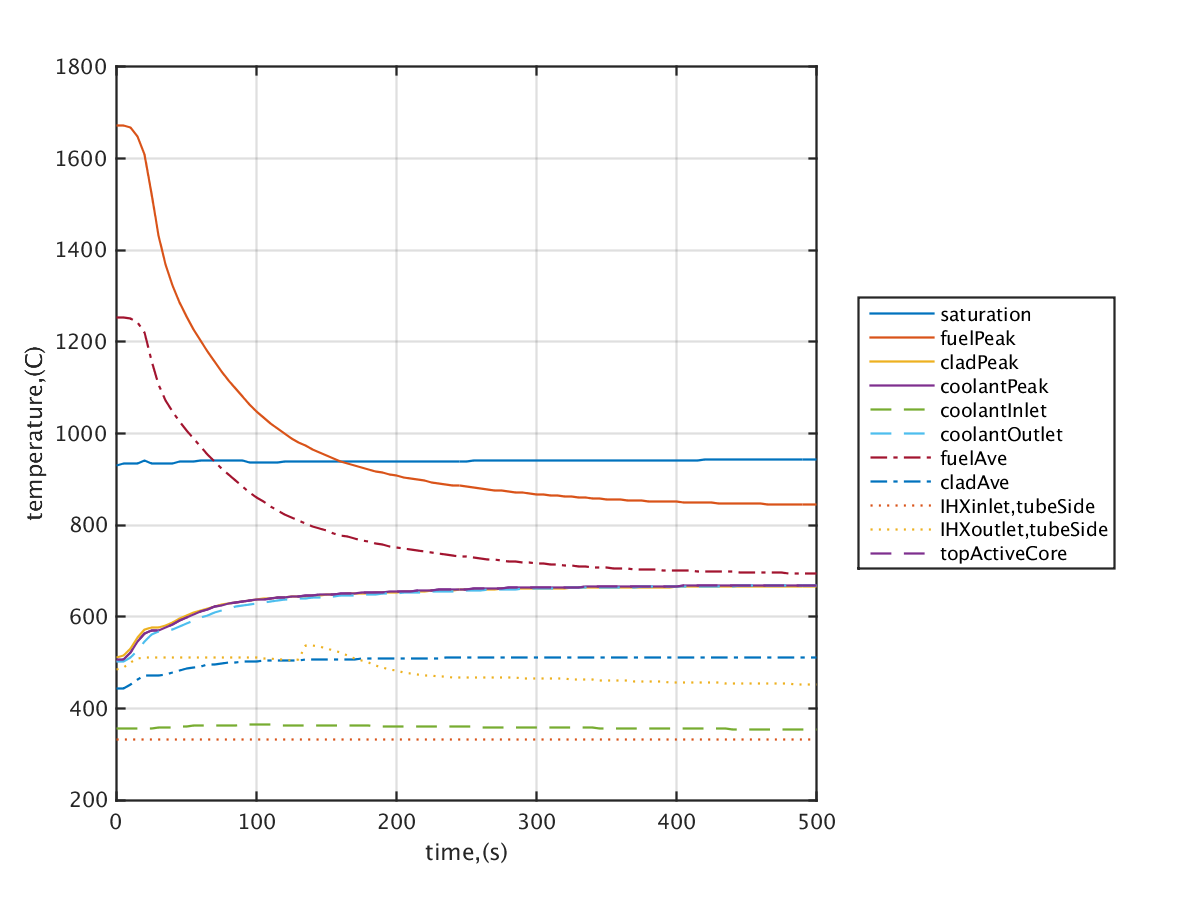 1800
1600
1400
1200
1000
800
600
400
200
temperature,(C)
0 100 200 300 400 500
time,(s)
saturation
fuelPeak
cladPeak
coolantPeak
coolantInlet
coolantOutlet
fuelAve
cladAve
IHXinlet,tubeSide
IHXoutlet,tubeSide
topActiveCore